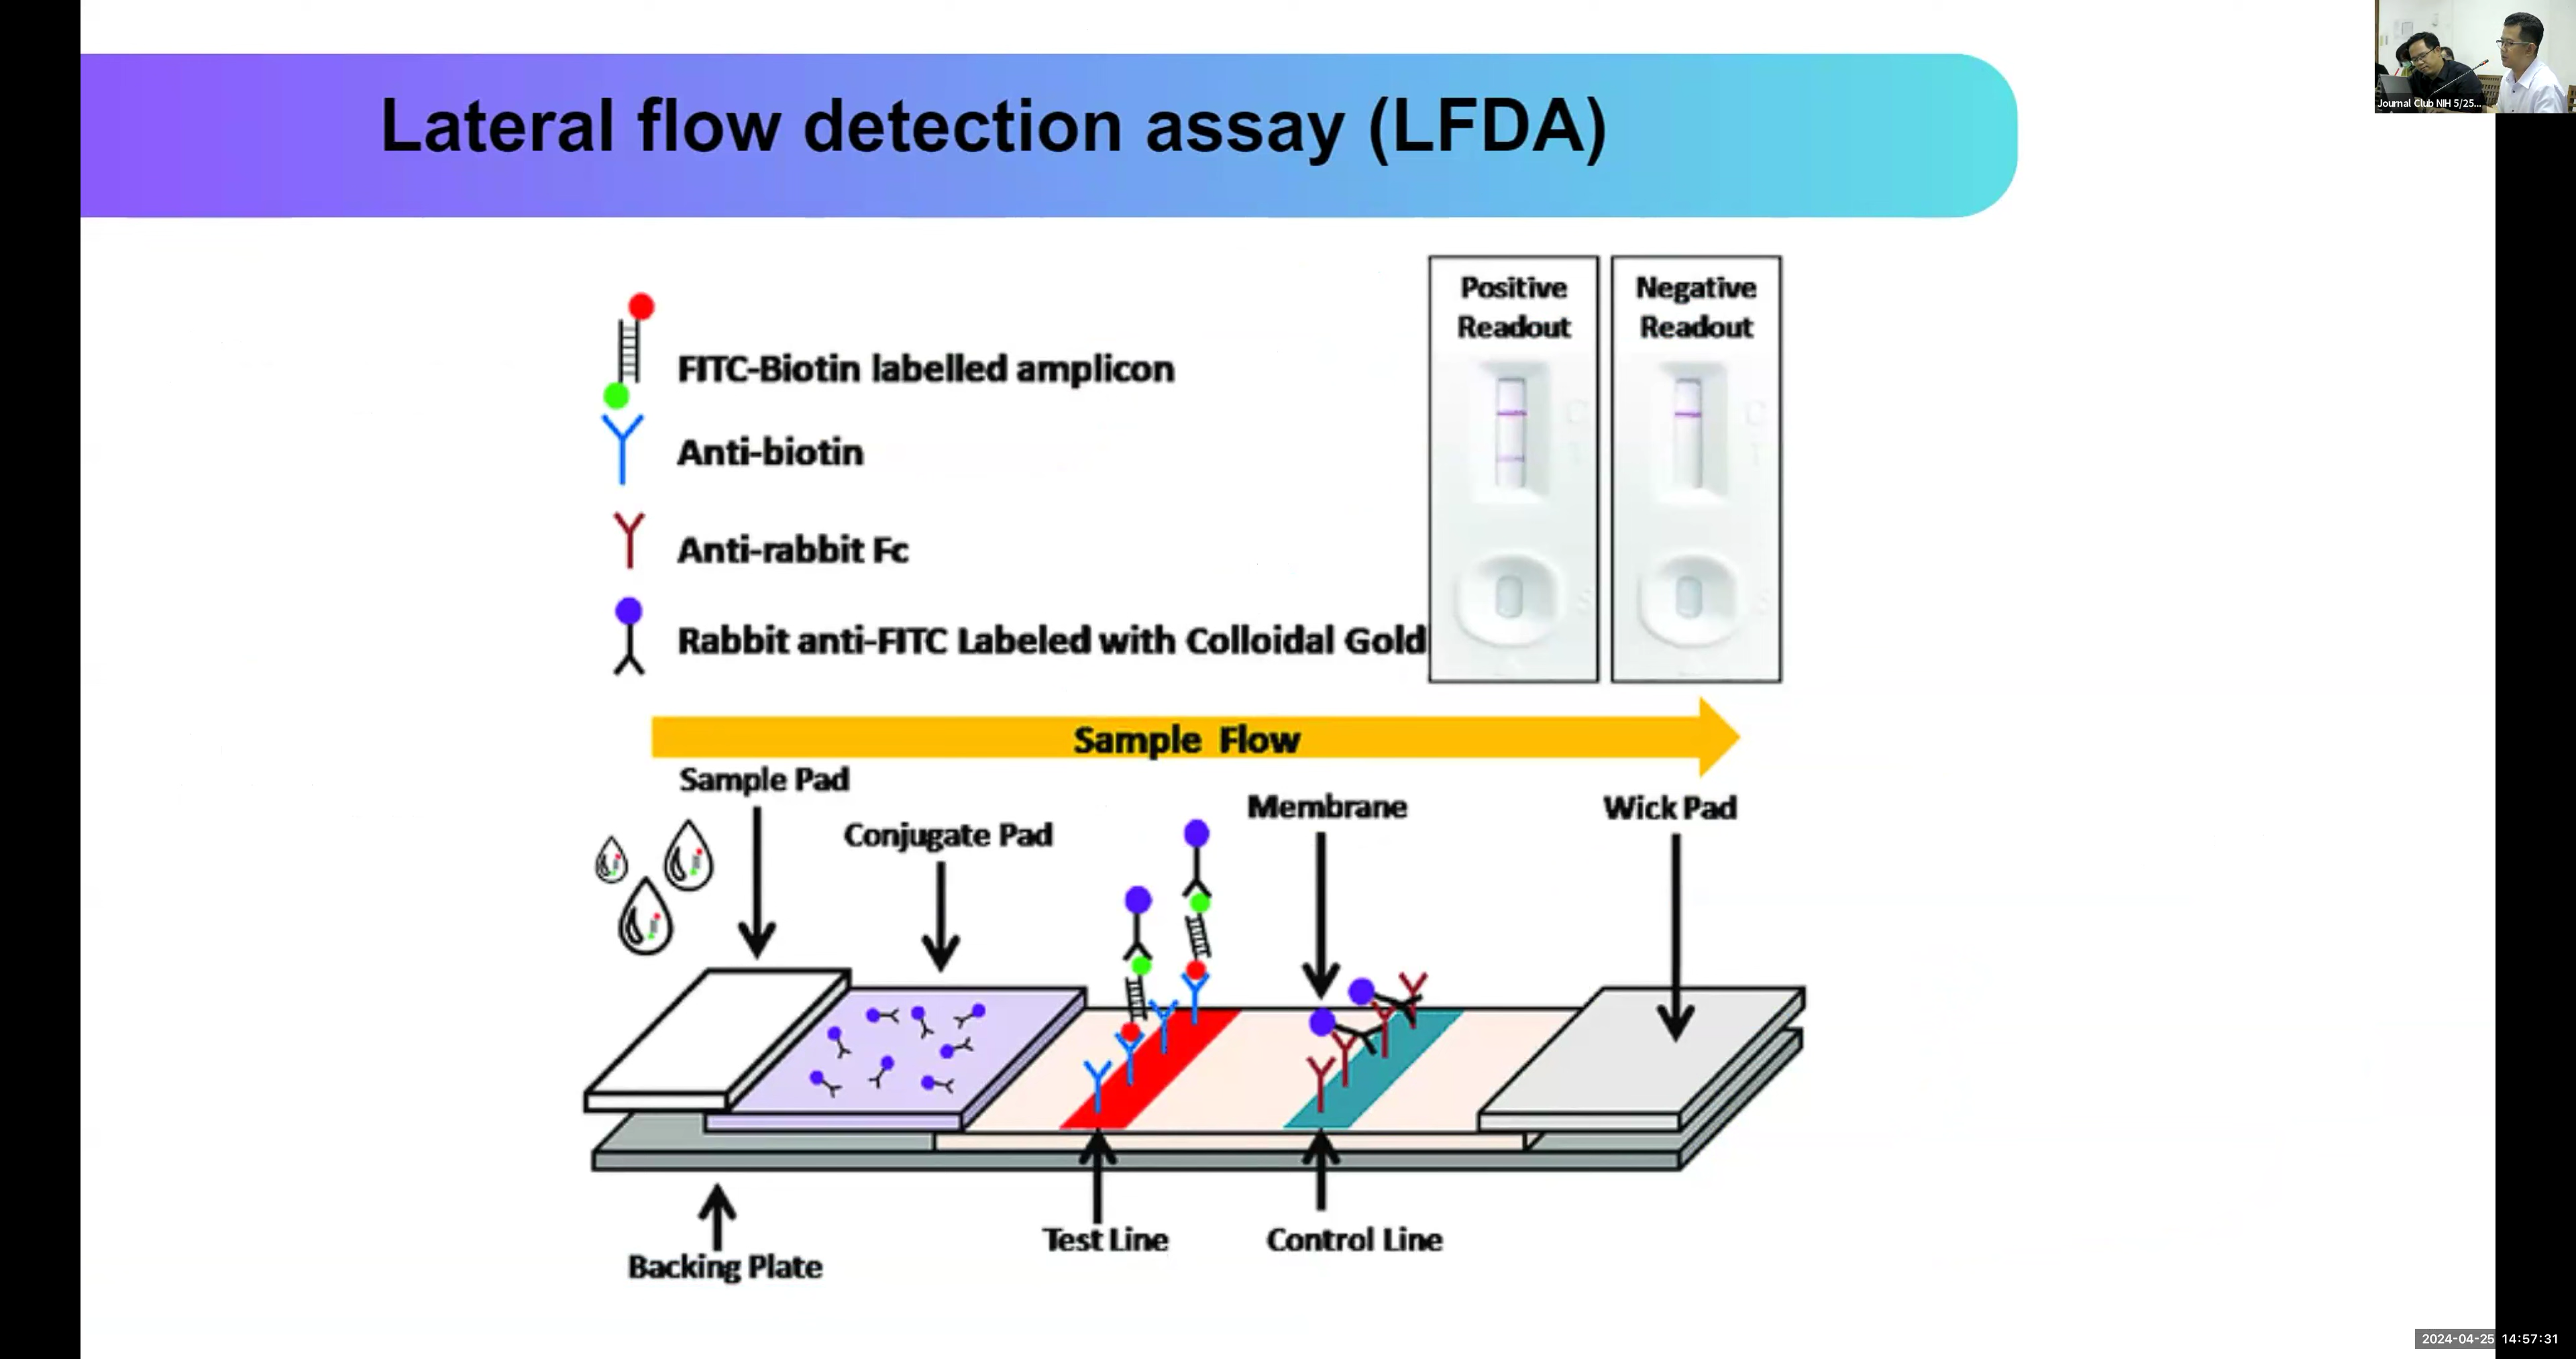 Journal Club NIH 5/25...
Lateral flow detection assay (LFDA)
FITC-Biotin labelled amplicon
Anti-biotin
Anti-rabbit Fc
Rabbit anti-FITC Labeled with Colloidal Gold
Positive
Readout
Negative
Readout
C
C
S
S
Sample Flow
Sample Pad
Conjugate Pad
Membrane
Wick Pad
Test Line
Control Line
Backing Plate
2024-04-25 14:57:31